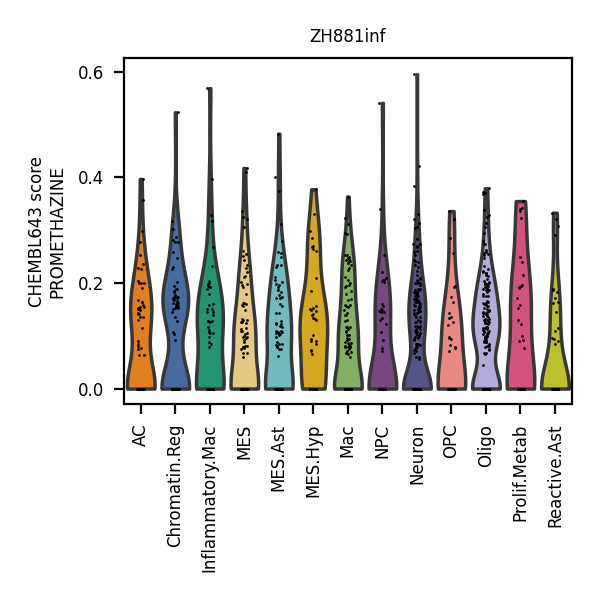 ZH881inf
CHEMBL643 score
PROMETHAZINE
0.6
0.4
0.2
0.0
AC
Chromatin.Reg
Inflammatory.Mac
MES
MES.Ast
MES.Hyp
Mac
NPC
Neuron
OPC
Oligo
Prolif.Metab
Reactive.Ast